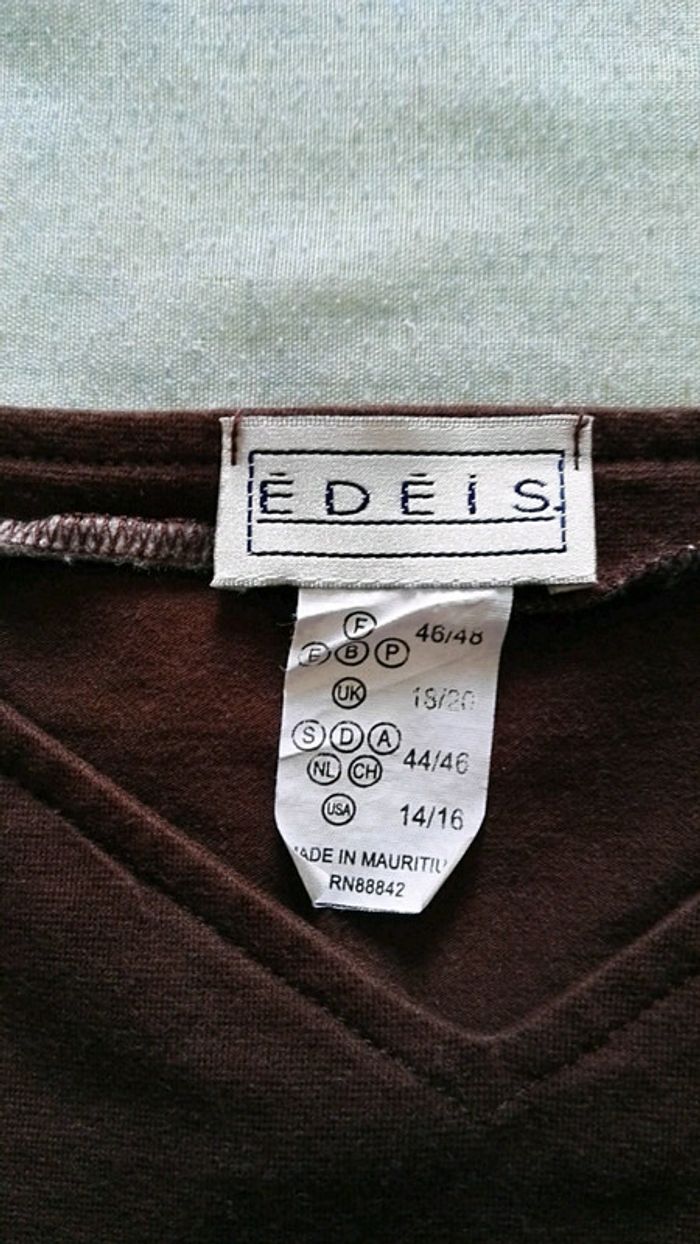 ÉDÉiS
F 46/48
E B P
UK 18/20
S D A
NL CH 44/46
USA 14/16
MADE IN MAURITIU
RN88842